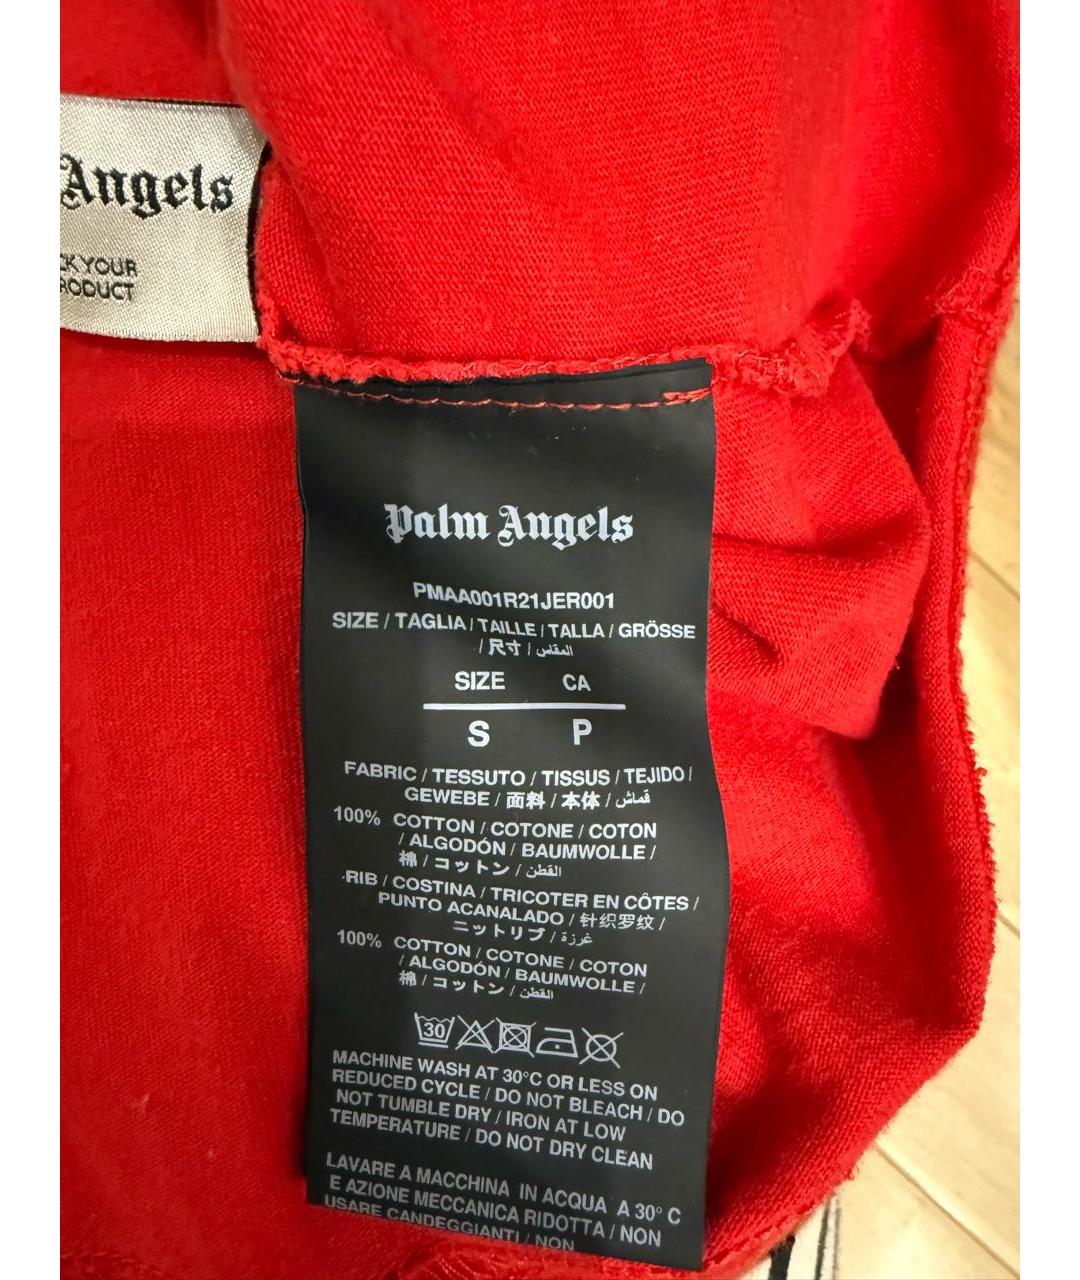 Angels
CK YOUR
RODUCT
Palm Angels
PMAA001R21JER001
SIZE / TAGLIA / TAILLE / TALLA / GRÖSSE
/ 尺寸 / المقاس
SIZE CA
S P
FABRIC / TESSUTO / TISSUS / TEJIDO /
GEWEBE / 面料 / 本体 / قماش
100% COTTON / COTONE / COTON
/ ALGODÓN / BAUMWOLLE /
棉 / コットン / القطن
RIB / COSTINA / TRICOTER EN CÔTES /
PUNTO ACANALADO / 针织罗纹 /
ニットリブ / غرزة
100% COTTON / COTONE / COTON
/ ALGODÓN / BAUMWOLLE /
棉 / コットン / القطن
30
MACHINE WASH AT 30°C OR LESS ON
REDUCED CYCLE / DO NOT BLEACH / DO
NOT TUMBLE DRY / IRON AT LOW
TEMPERATURE / DO NOT DRY CLEAN
LAVARE A MACCHINA IN ACQUA A 30° C
E AZIONE MECCANICA RIDOTTA / NON
USARE CANDEGGIANTI / NON